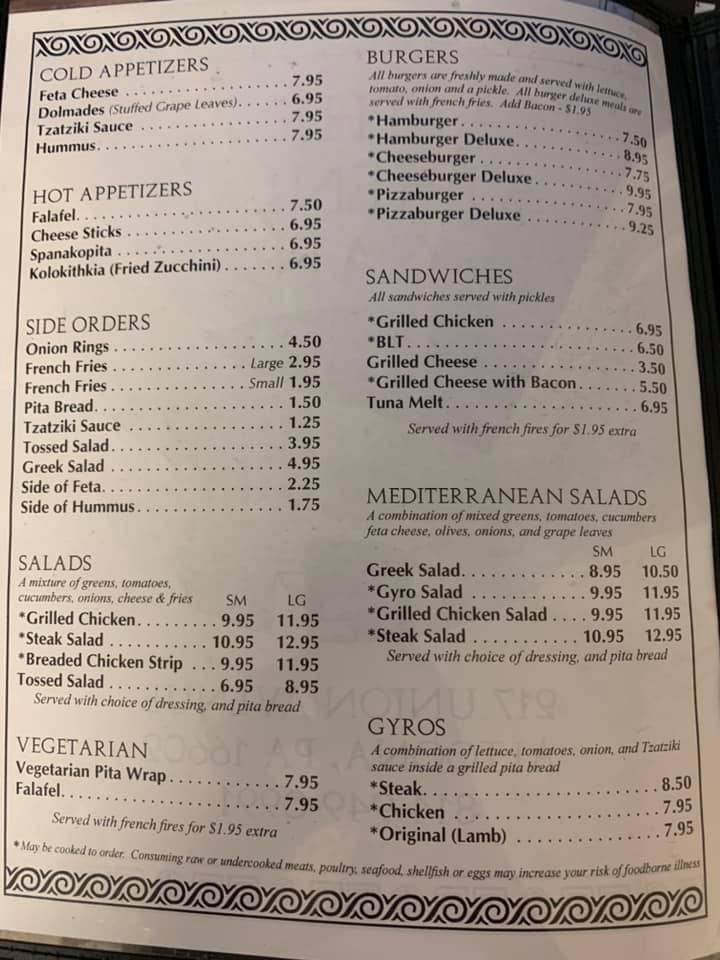 COLD APPETIZERS
Feta Cheese . . . . . . . . . . . . . . . . . . . 7.95
Dolmades (Stuffed Grape Leaves). . . . . . 6.95
Tzatziki Sauce . . . . . . . . . . . . . . . . . 7.95
Hummus. . . . . . . . . . . . . . . . . . . . . . 7.95
HOT APPETIZERS
Falafel. . . . . . . . . . . . . . . . . . . . . . . . 7.50
Cheese Sticks . . . . . . . . . . . . . . . . . . 6.95
Spanakopita . . . . . . . . . . . . . . . . . . . 6.95
Kolokithkia (Fried Zucchini) . . . . . . . 6.95
SIDE ORDERS
Onion Rings . . . . . . . . . . . . . . . . . . . 4.50
French Fries . . . . . . . . . . . . . . . Large 2.95
French Fries . . . . . . . . . . . . . . . Small 1.95
Pita Bread. . . . . . . . . . . . . . . . . . . . . 1.50
Tzatziki Sauce . . . . . . . . . . . . . . . . . 1.25
Tossed Salad . . . . . . . . . . . . . . . . . . . 3.95
Greek Salad . . . . . . . . . . . . . . . . . . . 4.95
Side of Feta. . . . . . . . . . . . . . . . . . . . 2.25
Side of Hummus. . . . . . . . . . . . . . . . 1.75
SALADS
A mixture of greens, tomatoes,
cucumbers, onions, cheese & fries SM LG
*Grilled Chicken. . . . . . . . . 9.95 11.95
*Steak Salad . . . . . . . . . . . 10.95 12.95
*Breaded Chicken Strip . . . 9.95 11.95
Tossed Salad . . . . . . . . . . . . 6.95 8.95
Served with choice of dressing, and pita bread
VEGETARIAN
Vegetarian Pita Wrap . . . . . . . . . . . . 7.95
Falafel. . . . . . . . . . . . . . . . . . . . . . . . 7.95
Served with french fires for $1.95 extra
BURGERS
All burgers are freshly made and served with lettuce,
tomato, onion and a pickle. All burger deluxe meals are
served with french fries. Add Bacon - $1.95
*Hamburger. . . . . . . . . . . . . . . . . . 7.50
*Hamburger Deluxe. . . . . . . . . . . . . 8.95
*Cheeseburger . . . . . . . . . . . . . . . . 7.75
*Cheeseburger Deluxe . . . . . . . . . . . 9.95
*Pizzaburger . . . . . . . . . . . . . . . . . 7.95
*Pizzaburger Deluxe . . . . . . . . . . . . 9.25
SANDWICHES
All sandwiches served with pickles
*Grilled Chicken . . . . . . . . . . . . . . . 6.95
*BLT. . . . . . . . . . . . . . . . . . . . . . . . 6.50
Grilled Cheese . . . . . . . . . . . . . . . . 3.50
*Grilled Cheese with Bacon. . . . . . . 5.50
Tuna Melt. . . . . . . . . . . . . . . . . . . . 6.95
Served with french fires for $1.95 extra
MEDITERRANEAN SALADS
A combination of mixed greens, tomatoes, cucumbers
feta cheese, olives, onions, and grape leaves
SM LG
Greek Salad. . . . . . . . . . . . . 8.95 10.50
*Gyro Salad . . . . . . . . . . . . 9.95 11.95
*Grilled Chicken Salad . . . . 9.95 11.95
*Steak Salad . . . . . . . . . . . 10.95 12.95
Served with choice of dressing, and pita bread
GYROS
A combination of lettuce, tomatoes, onion, and Tzatziki
sauce inside a grilled pita bread
*Steak. . . . . . . . . . . . . . . . . . . . . . . . 8.50
*Chicken . . . . . . . . . . . . . . . . . . . . . 7.95
*Original (Lamb) . . . . . . . . . . . . . . . 7.95
*May be cooked to order. Consuming raw or undercooked meats, poultry, seafood, shellfish or eggs may increase your risk of foodborne illness